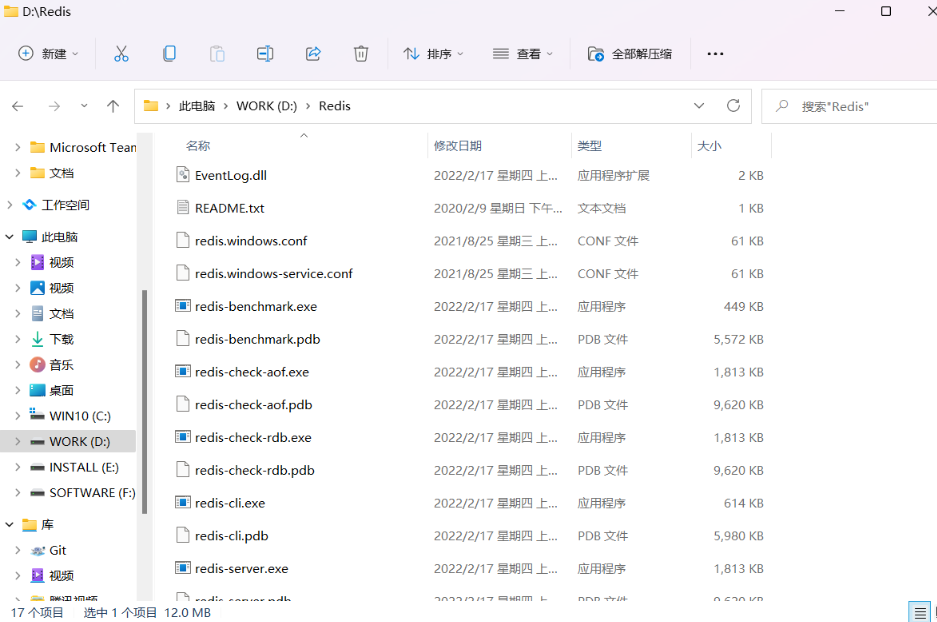 D:\Redis
新建 排序 查看 全部解压缩
此电脑 WORK (D:) Redis 搜索"Redis"
名称 修改日期 类型 大小
Microsoft Tean
文档
工作空间
此电脑
视频
视频
文档
下载
音乐
桌面
WIN10 (C:)
WORK (D:)
INSTALL (E:)
SOFTWARE (F:)
库
Git
视频
腾讯视频
EventLog.dll 2022/2/17 星期四 上... 应用程序扩展 2 KB
README.txt 2020/2/9 星期日 下午... 文本文档 1 KB
redis.windows.conf 2021/8/25 星期三 上... CONF 文件 61 KB
redis.windows-service.conf 2021/8/25 星期三 上... CONF 文件 61 KB
redis-benchmark.exe 2022/2/17 星期四 上... 应用程序 449 KB
redis-benchmark.pdb 2022/2/17 星期四 上... PDB 文件 5,572 KB
redis-check-aof.exe 2022/2/17 星期四 上... 应用程序 1,813 KB
redis-check-aof.pdb 2022/2/17 星期四 上... PDB 文件 9,620 KB
redis-check-rdb.exe 2022/2/17 星期四 上... 应用程序 1,813 KB
redis-check-rdb.pdb 2022/2/17 星期四 上... PDB 文件 9,620 KB
redis-cli.exe 2022/2/17 星期四 上... 应用程序 614 KB
redis-cli.pdb 2022/2/17 星期四 上... PDB 文件 5,980 KB
redis-server.exe 2022/2/17 星期四 上... 应用程序 1,813 KB
redis-server.pdb 2022/2/17 星期四 上... PDB 文件 9,620 KB
17 个项目 选中 1 个项目 12.0 MB